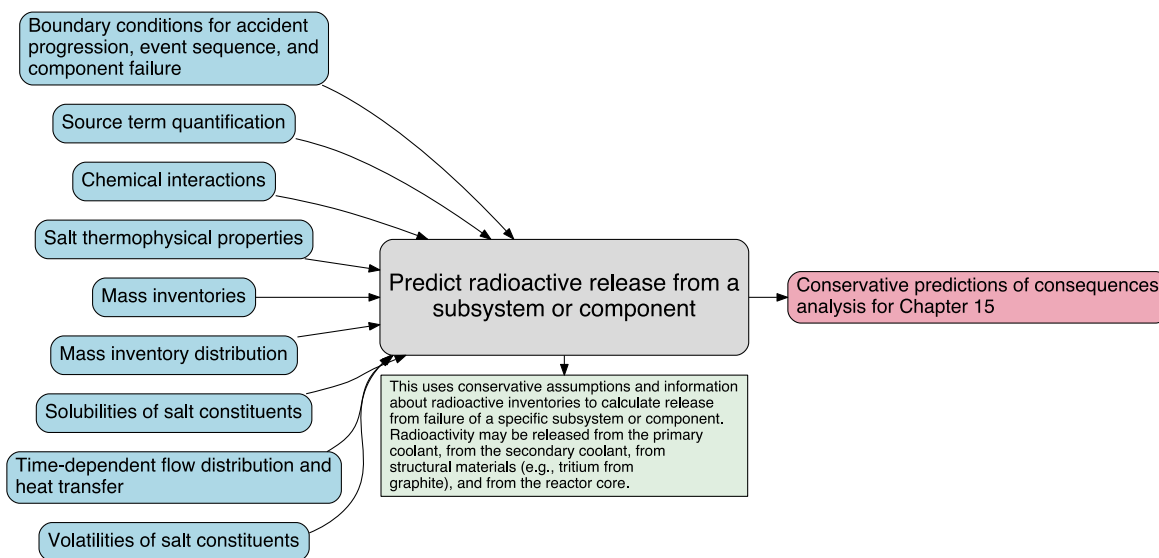 Boundary conditions for accident
progression, event sequence, and
component failure
Source term quantification
Chemical interactions
Salt thermophysical properties
Mass inventories
Mass inventory distribution
Solubilities of salt constituents
Time-dependent flow distribution and
heat transfer
Volatilities of salt constituents
Predict radioactive release from a
subsystem or component
This uses conservative assumptions and information
about radioactive inventories to calculate release
from failure of a specific subsystem or component.
Radioactivity may be released from the primary
coolant, from the secondary coolant, from
structural materials (e.g., tritium from
graphite), and from the reactor core.
Conservative predictions of consequences
analysis for Chapter 15